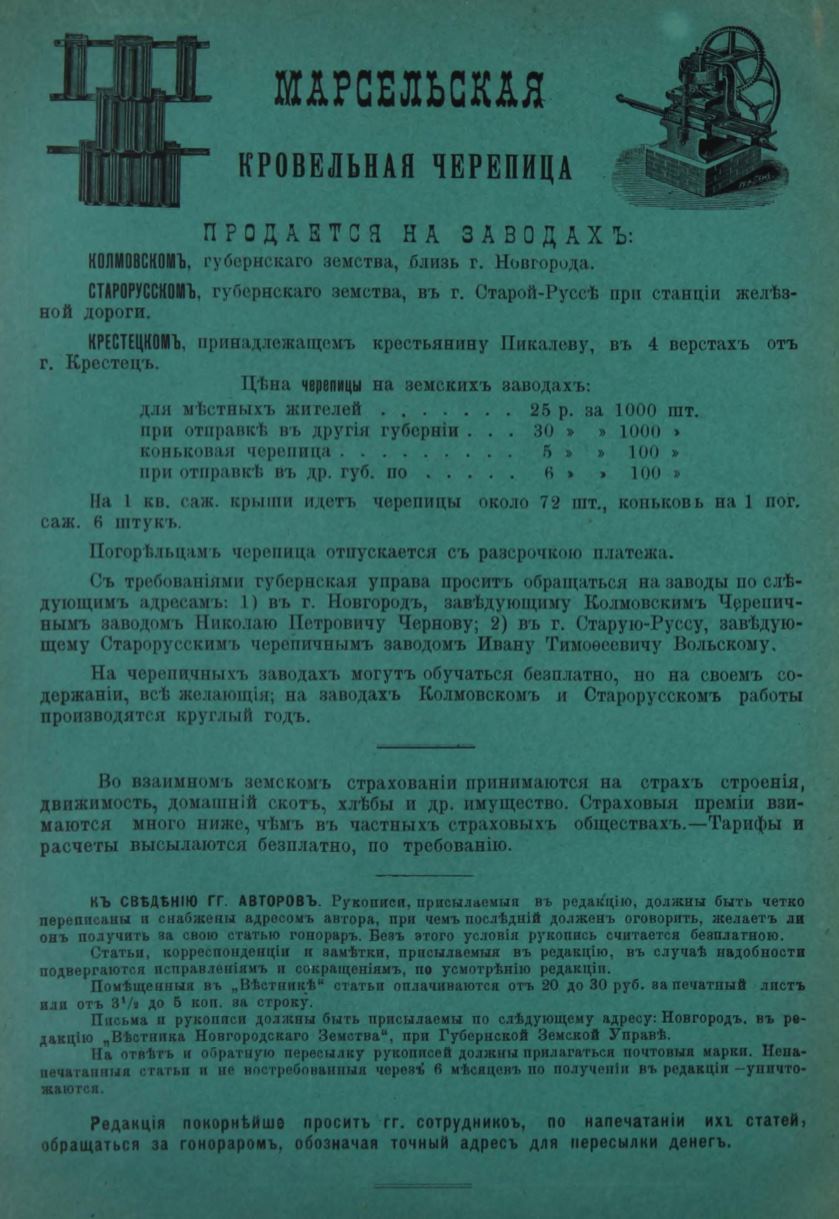 МАРСЕЛЬСКАЯ
КРОВЕЛЬНАЯ ЧЕРЕПИЦА
ПРОДАЕТСЯ НА ЗАВОДАХЪ:
КОЛМОВСКОМЪ, губернскаго земства, близь г. Новгорода.
СТАРОРУССКОМЪ, губернскаго земства, въ г. Старой-Руссѣ при станціи желѣз-
ной дороги.
КРЕСТЕЦКОМЪ, принадлежащемъ крестьянину Пикалеву, въ 4 верстахъ отъ
г. Крестецъ.
Цѣна черепицы на земскихъ заводахъ:
для мѣстныхъ жителей . . . . . . . 25 р. за 1000 шт.
при отправкѣ въ другія губерніи . . . 30 » » 1000 »
коньковая черепица . . . . . . . . . 5 » » 100 »
при отправкѣ въ др. губ. по . . . . . 6 » » 100 »
На 1 кв. саж. крыши идетъ черепицы около 72 шт., коньковъ на 1 пог.
саж. 6 штукъ.
Погорѣльцамъ черепица отпускается съ разсрочкою платежа.
Съ требованіями губернская управа проситъ обращаться на заводы по слѣ-
дующимъ адресамъ: 1) въ г. Новгородъ, завѣдующиму Колмовскимъ Черепич-
нымъ заводомъ Николаю Петровичу Чернову; 2) въ г. Старую-Руссу, завѣдую-
щему Старорусскимъ черепичнымъ заводомъ Ивану Тимоѳеевичу Вольскому.
На черепичныхъ заводахъ могутъ обучаться безплатно, но на своемъ со-
держаніи, всѣ желающія; на заводахъ Колмовскомъ и Старорусскомъ работы
производятся круглый годъ.
Во взаимномъ земскомъ страхованіи принимаются на страхъ строенія,
движимость, домашній скотъ, хлѣбы и др. имущество. Страховыя преміи взи-
маются много ниже, чѣмъ въ частныхъ страховыхъ обществахъ.—Тарифы и
расчеты высылаются безплатно, по требованію.
КЪ СВѢДѢНІЮ ГГ. АВТОРОВЪ. Рукописи, присылаемыя въ редакцію, должны быть четко
переписаны и снабжены адресомъ автора, при чемъ послѣдній долженъ оговорить, желаетъ ли
онъ получить за свою статью гонораръ. Безъ этого условія рукопись считается безплатною.
Статьи, корреспонденціи и замѣтки, присылаемыя въ редакцію, въ случаѣ надобности
подвергаются исправленіямъ и сокращеніямъ, по усмотрѣнію редакціи.
Помѣщенныя въ „Вѣстникѣ“ статьи оплачиваются отъ 20 до 30 руб. за печатный листъ
или отъ 3¹/₂ до 5 коп. за строку.
Письма и рукописи должны быть присылаемы по слѣдующему адресу: Новгородъ, въ ре-
дакцію „Вѣстника Новгородскаго Земства“, при Губернской Земской Управѣ.
На отвѣтъ и обратную пересылку рукописей должны прилагаться почтовыя марки. Нена-
печатанныя статьи и не востребованныя черезъ 6 мѣсяцевъ по полученіи въ редакціи—уничто-
жаются.
Редакція покорнѣйше проситъ гг. сотрудниковъ, по напечатаніи ихъ статей,
обращаться за гонораромъ, обозначая точный адресъ для пересылки денегъ.